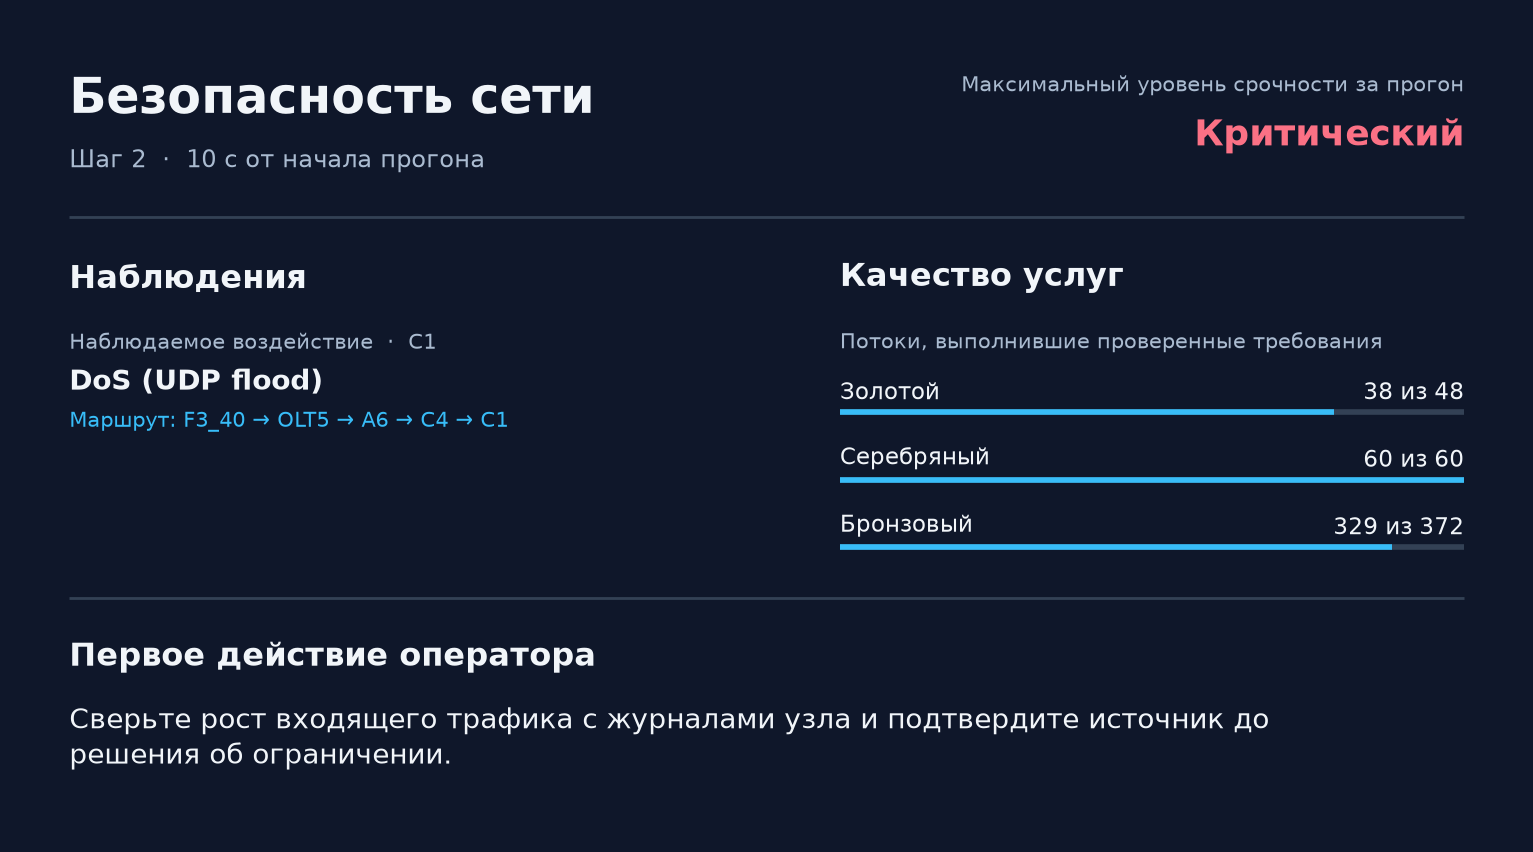 Безопасность сети
Шаг 2 · 10 с от начала прогона
Максимальный уровень срочности за прогон
Критический
Наблюдения
Наблюдаемое воздействие · C1
DoS (UDP flood)
Маршрут: F3_40 → OLT5 → A6 → C4 → C1
Качество услуг
Потоки, выполнившие проверенные требования
Золотой 38 из 48
Серебряный 60 из 60
Бронзовый 329 из 372
Первое действие оператора
Сверьте рост входящего трафика с журналами узла и подтвердите источник до
решения об ограничении.